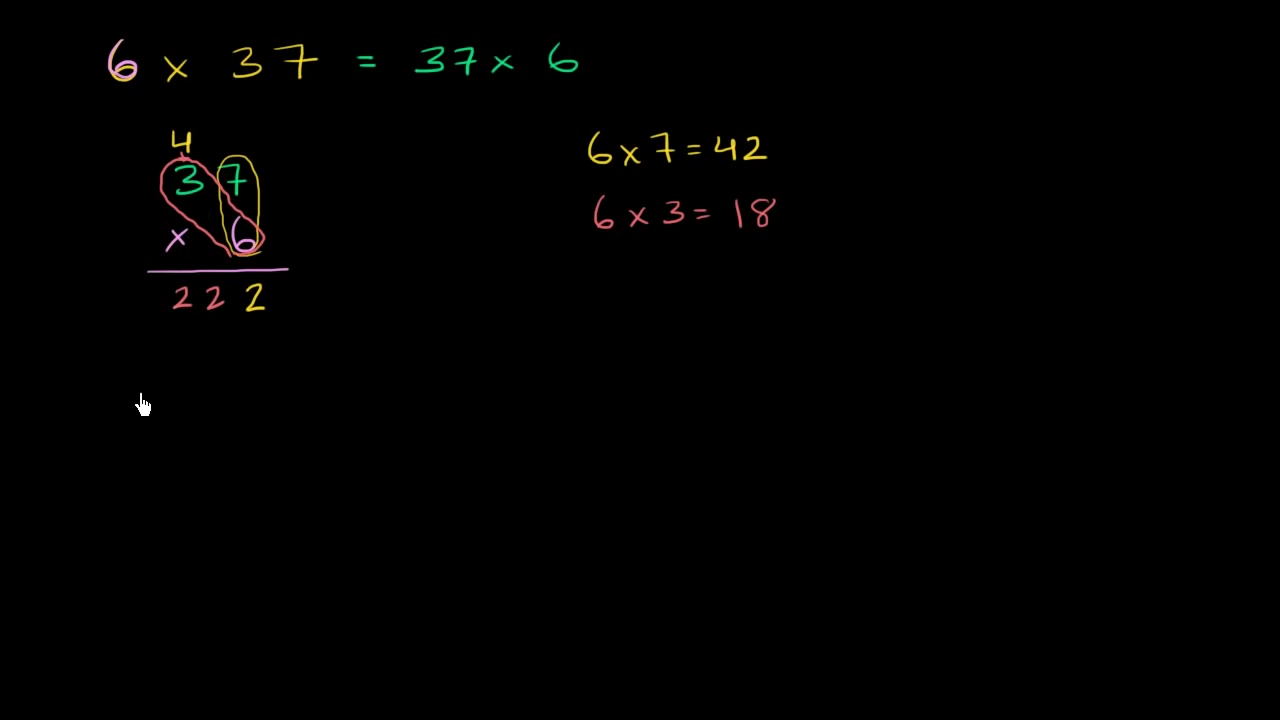 6 x 37 = 37 x 6
4
37
x 6
222
6 x 7 = 42
6 x 3 = 18